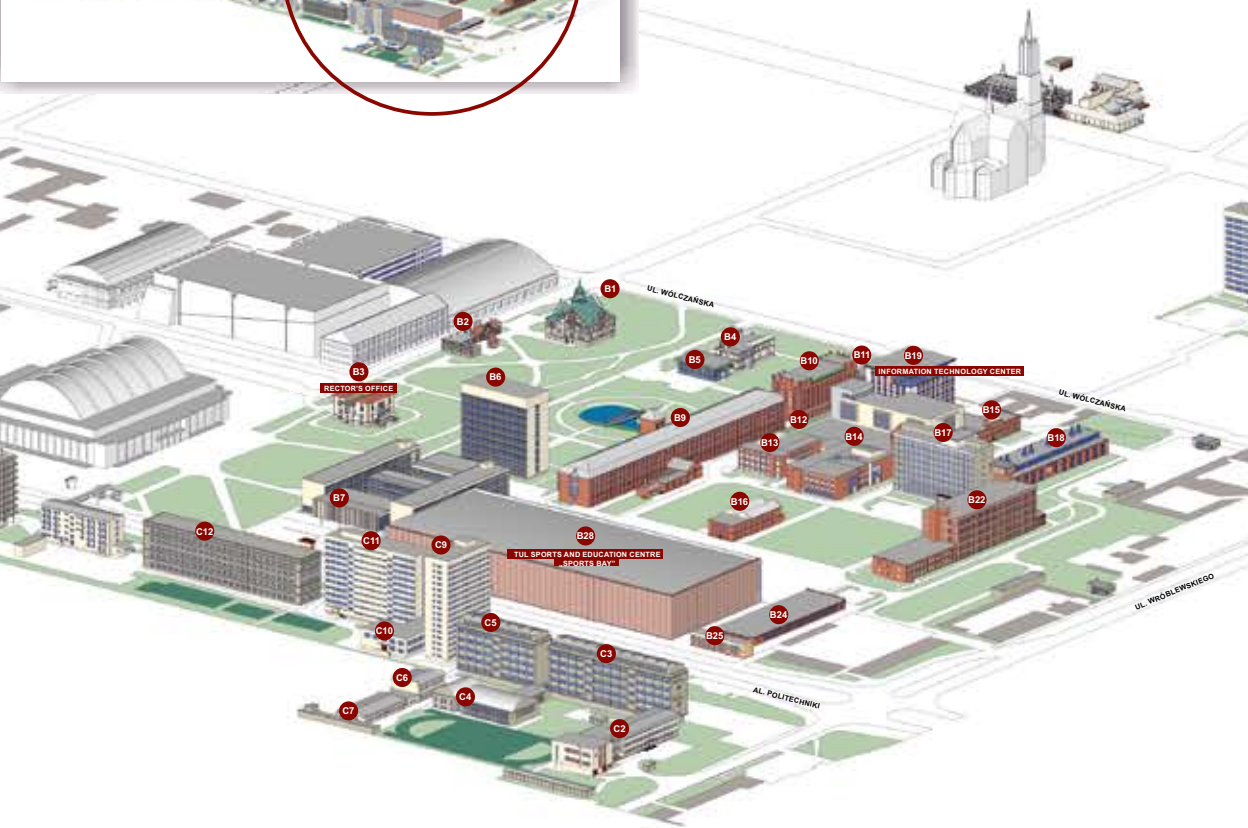 B1
UL. WÓLCZAŃSKA
B2
B4
B5
B10
B11
B19
INFORMATION TECHNOLOGY CENTER
B3
RECTOR'S OFFICE
B6
UL. WÓLCZAŃSKA
B9
B12
B15
B13
B14
B17
B18
B7
B16
B22
C12
C11
C9
B28
TUL SPORTS AND EDUCATION CENTRE
„SPORTS BAY"
UL. WRÓBLEWSKIEGO
B24
B25
C10
C5
C3
C6
C4
AL. POLITECHNIKI
C7
C2